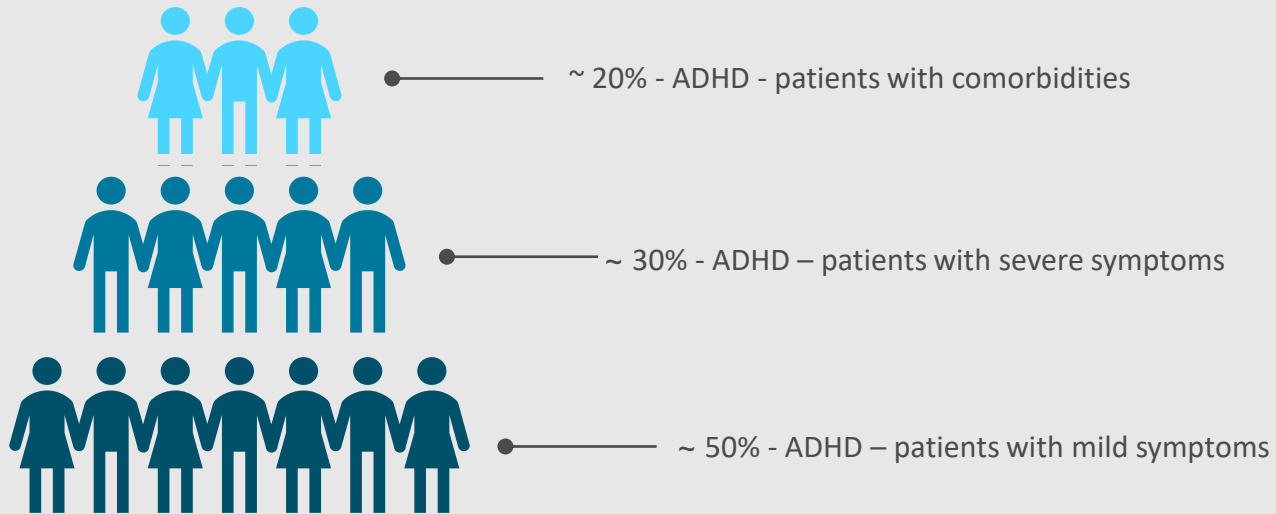 ~ 20% - ADHD - patients with comorbidities
~ 30% - ADHD – patients with severe symptoms
~ 50% - ADHD – patients with mild symptoms